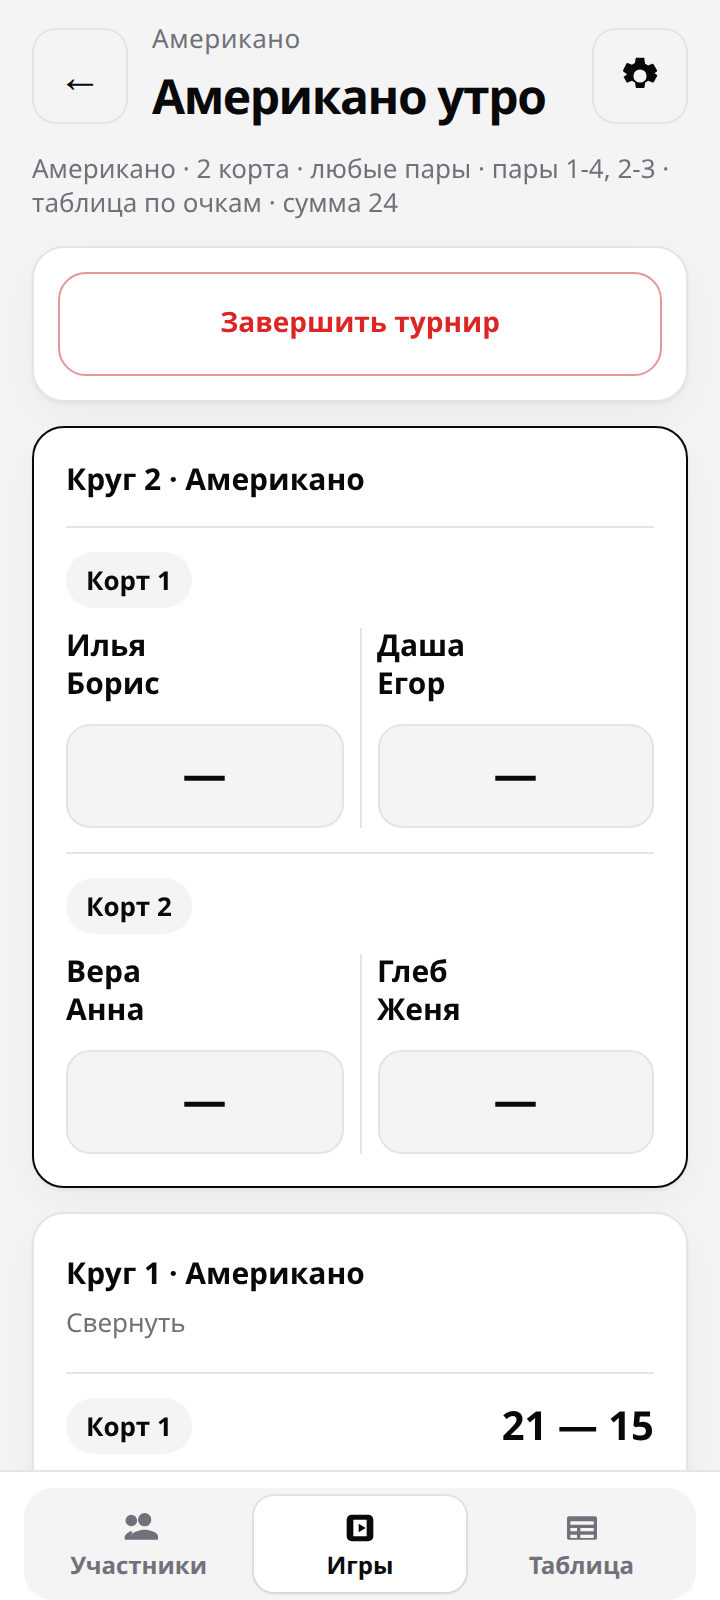 ←
Американо
Американо утро
Американо · 2 корта · любые пары · пары 1-4, 2-3 ·
таблица по очкам · сумма 24
Завершить турнир
Круг 2 · Американо
Корт 1
Илья
Борис
Даша
Егор
—
—
Корт 2
Вера
Анна
Глеб
Женя
—
—
Круг 1 · Американо
Свернуть
Корт 1
21 — 15
Участники
Игры
Таблица